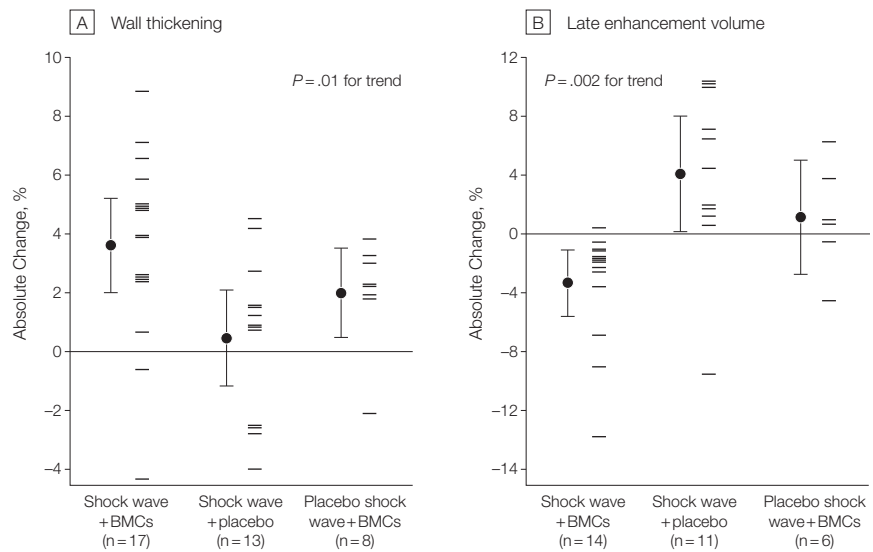 A Wall thickening
10
8
6
4
2
0
–2
–4
Absolute Change, %
P = .01 for trend
Shock wave
+ BMCs
(n = 17)
Shock wave
+ placebo
(n = 13)
Placebo shock
wave + BMCs
(n = 8)
B Late enhancement volume
12
8
4
0
–4
–8
–12
–14
Absolute Change, %
P = .002 for trend
Shock wave
+ BMCs
(n = 14)
Shock wave
+ placebo
(n = 11)
Placebo shock
wave + BMCs
(n = 6)